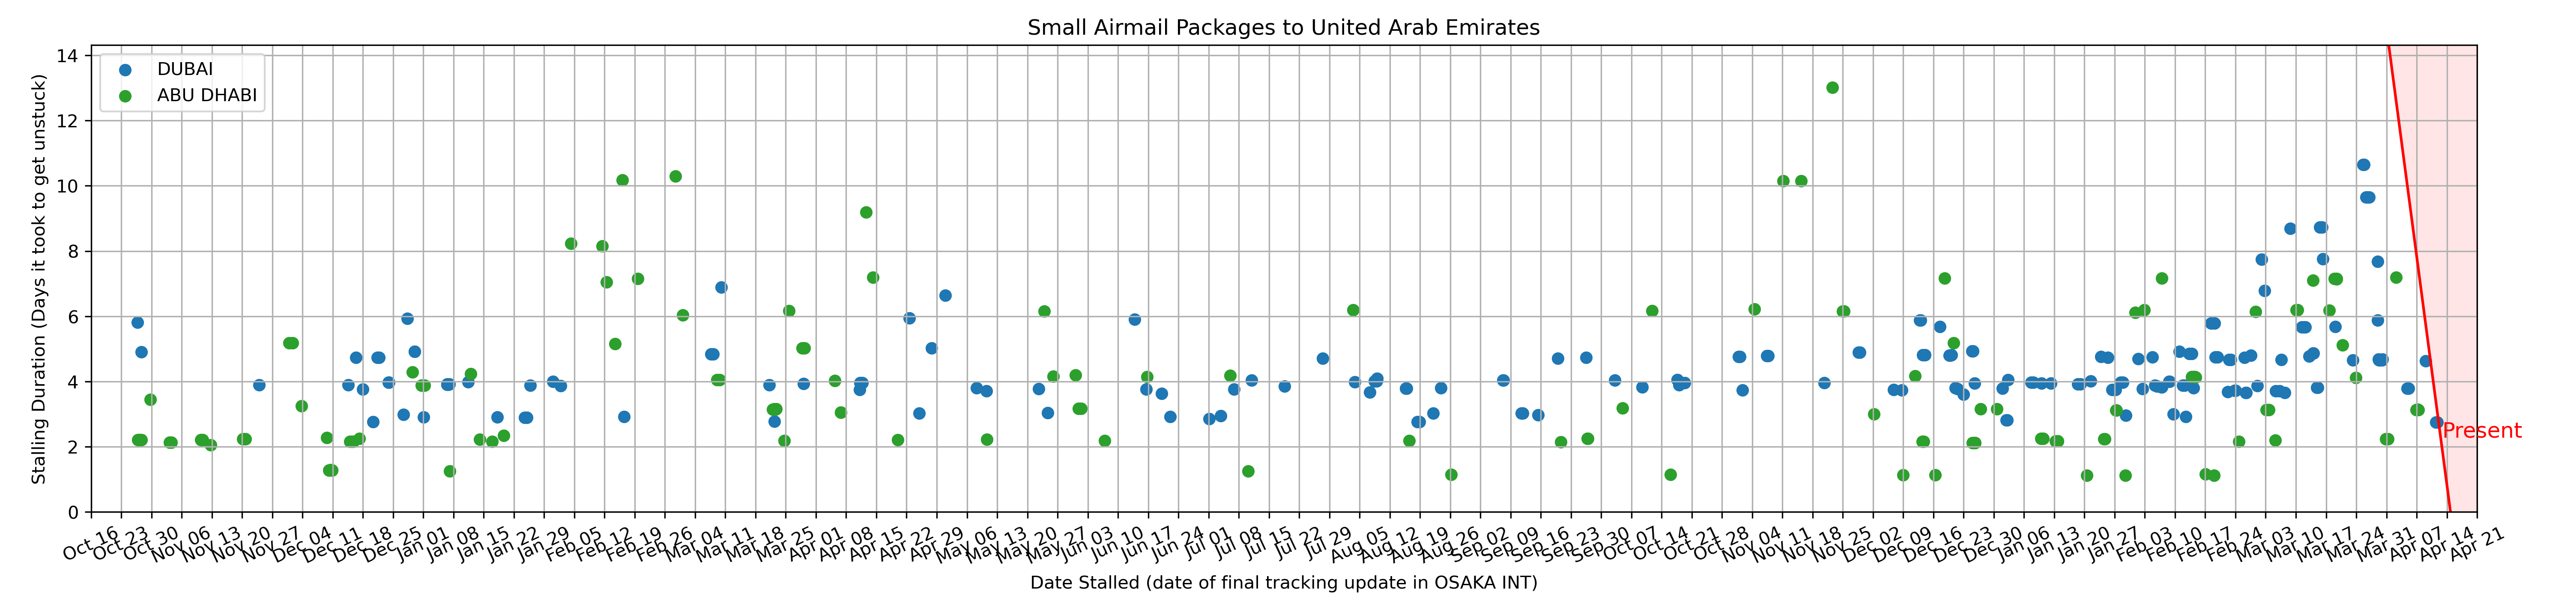 Small Airmail Packages to United Arab Emirates
DUBAI
ABU DHABI
Stalling Duration (Days it took to get unstuck)
14
12
10
8
6
4
2
0
Present
Oct 16
Oct 23
Oct 30
Nov 06
Nov 13
Nov 20
Nov 27
Dec 04
Dec 11
Dec 18
Dec 25
Jan 01
Jan 08
Jan 15
Jan 22
Jan 29
Feb 05
Feb 12
Feb 19
Feb 26
Mar 04
Mar 11
Mar 18
Mar 25
Apr 01
Apr 08
Apr 15
Apr 22
Apr 29
May 06
May 13
May 20
May 27
Jun 03
Jun 10
Jun 17
Jun 24
Jul 01
Jul 08
Jul 15
Jul 22
Jul 29
Aug 05
Aug 12
Aug 19
Aug 26
Sep 02
Sep 09
Sep 16
Sep 23
Sep 30
Oct 07
Oct 14
Oct 21
Oct 28
Nov 04
Nov 11
Nov 18
Nov 25
Dec 02
Dec 09
Dec 16
Dec 23
Dec 30
Jan 06
Jan 13
Jan 20
Jan 27
Feb 03
Feb 10
Feb 17
Feb 24
Mar 03
Mar 10
Mar 17
Mar 24
Mar 31
Apr 07
Apr 14
Apr 21
Date Stalled (date of final tracking update in OSAKA INT)